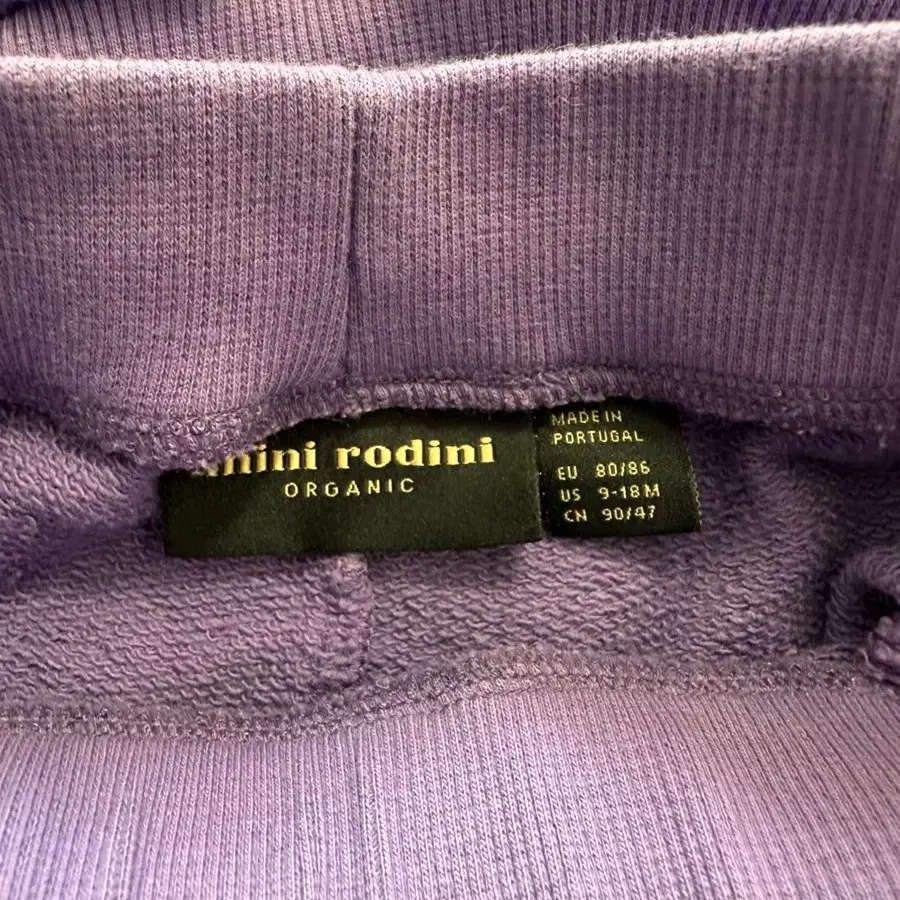 mini rodini
ORGANIC
MADE IN
PORTUGAL
EU 80/86
US 9-18M
CN 90/47